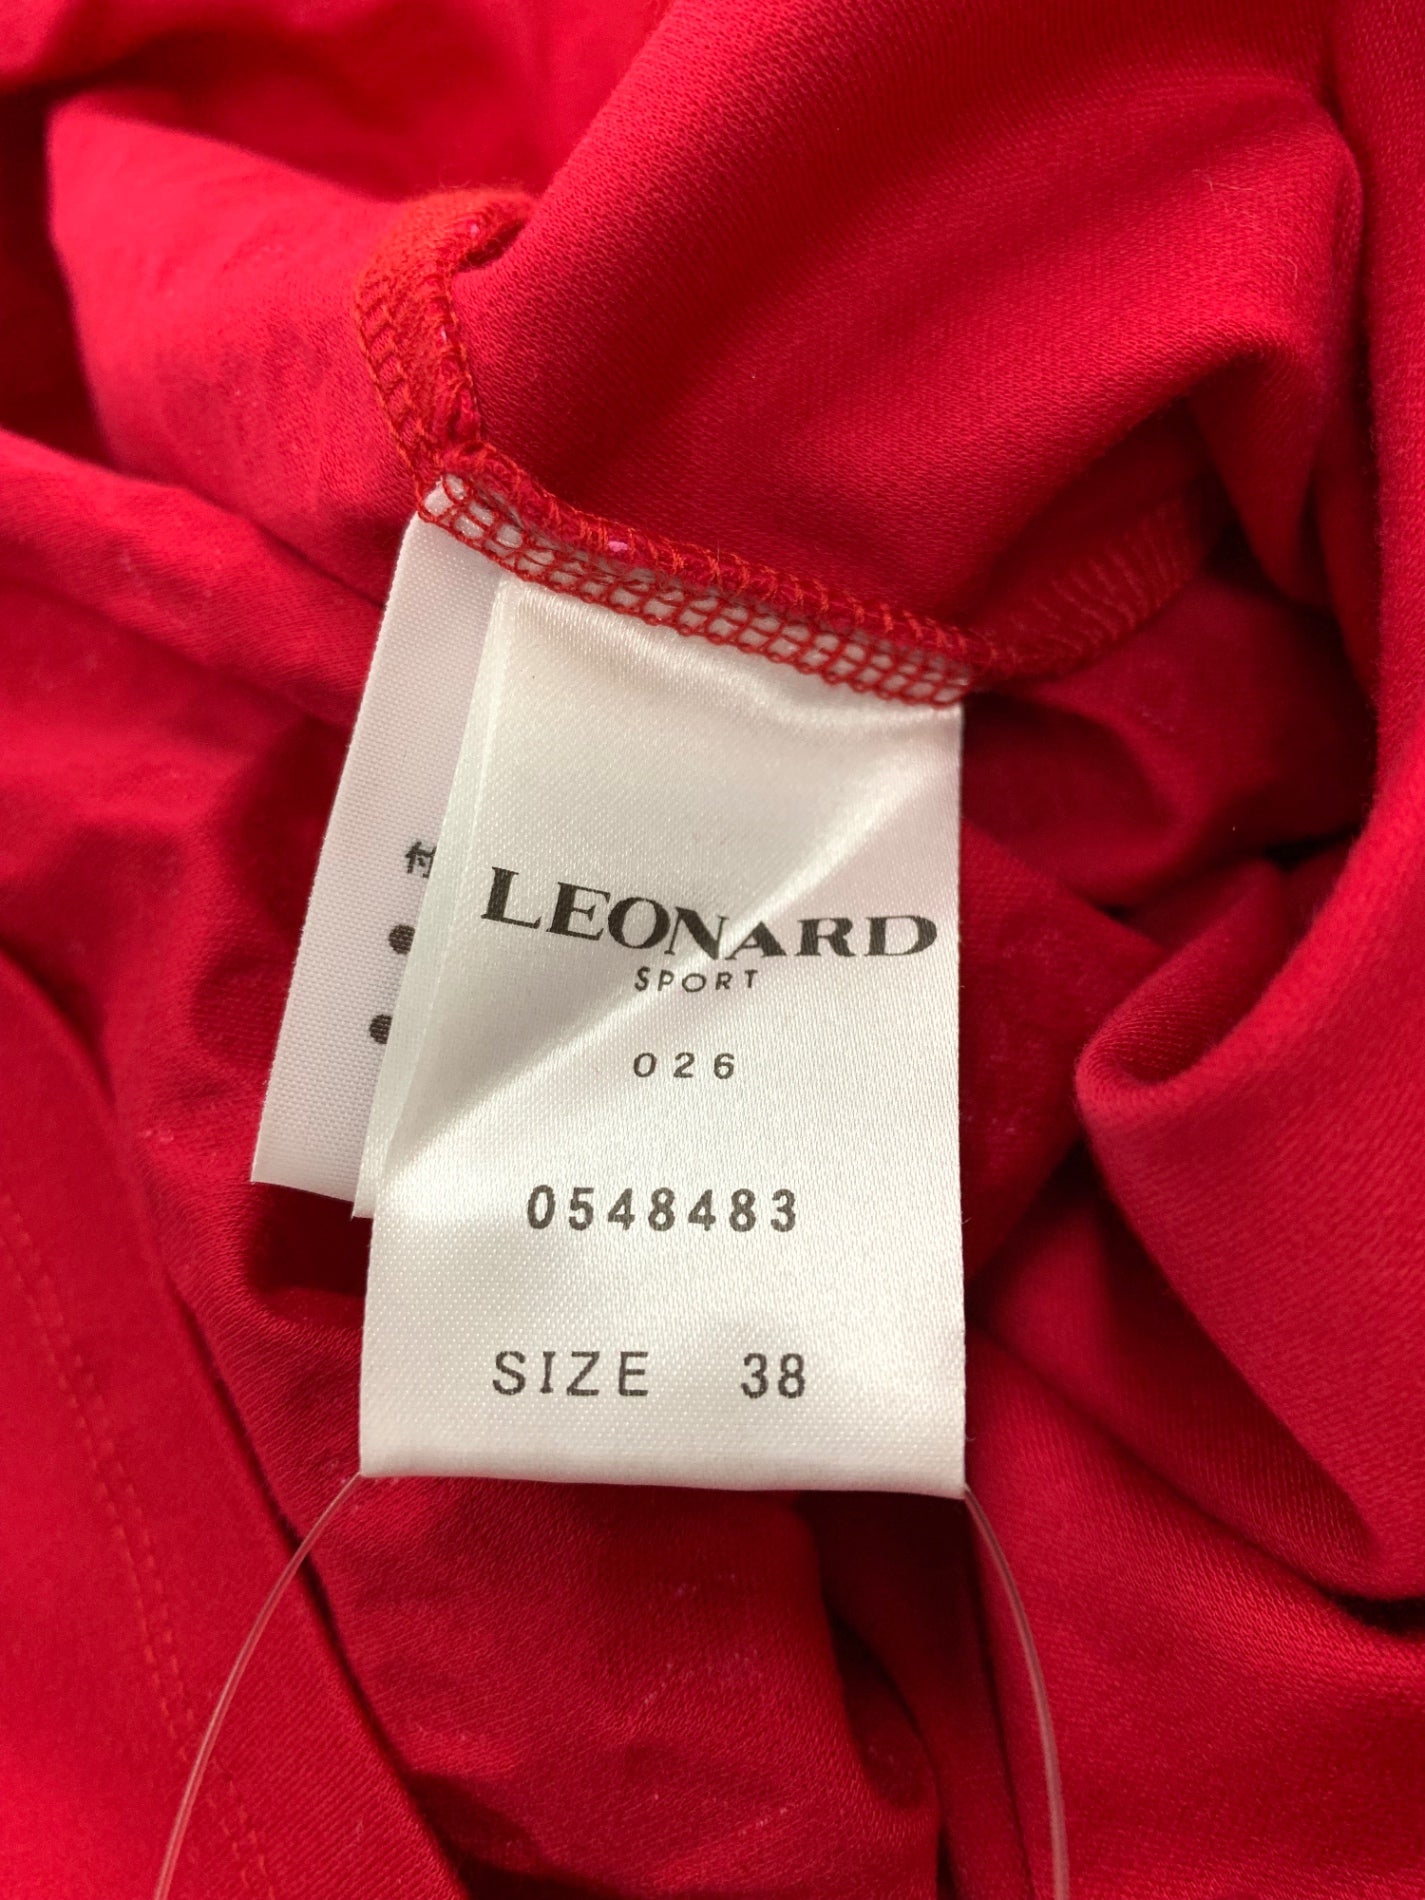 LEONARD
SPORT
026
0548483
SIZE 38
付